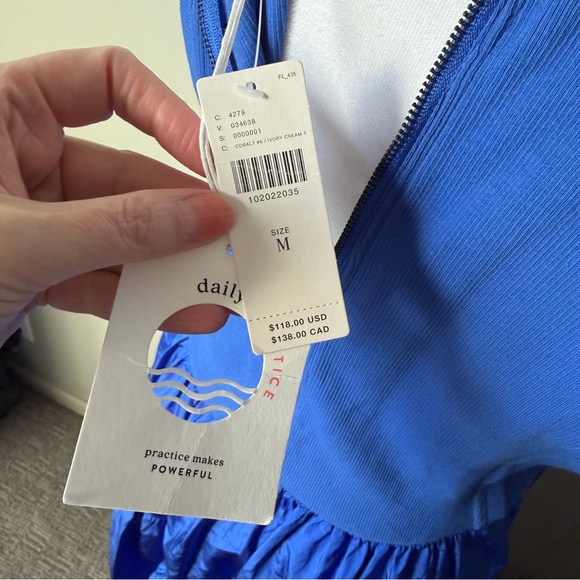 FL_435
C: 4279
V: 034638
S: 0000001
C: COBALT #6 / IVORY CREAM T
102022035
SIZE
M
$118.00 USD
$138.00 CAD
daily
TICE
practice makes
POWERFUL